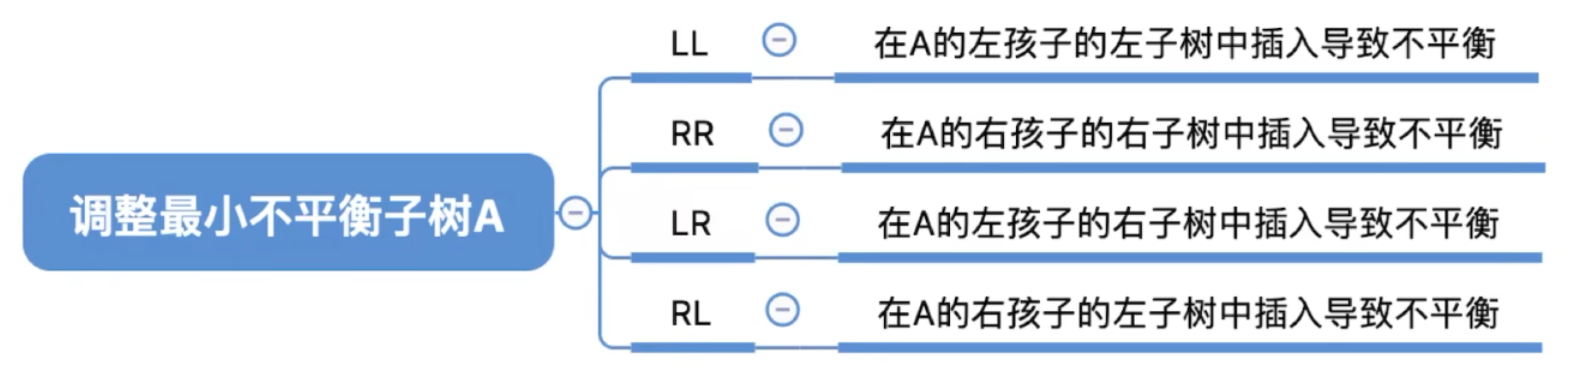 调整最小不平衡子树A
LL
在A的左孩子的左子树中插入导致不平衡
RR
在A的右孩子的右子树中插入导致不平衡
LR
在A的左孩子的右子树中插入导致不平衡
RL
在A的右孩子的左子树中插入导致不平衡